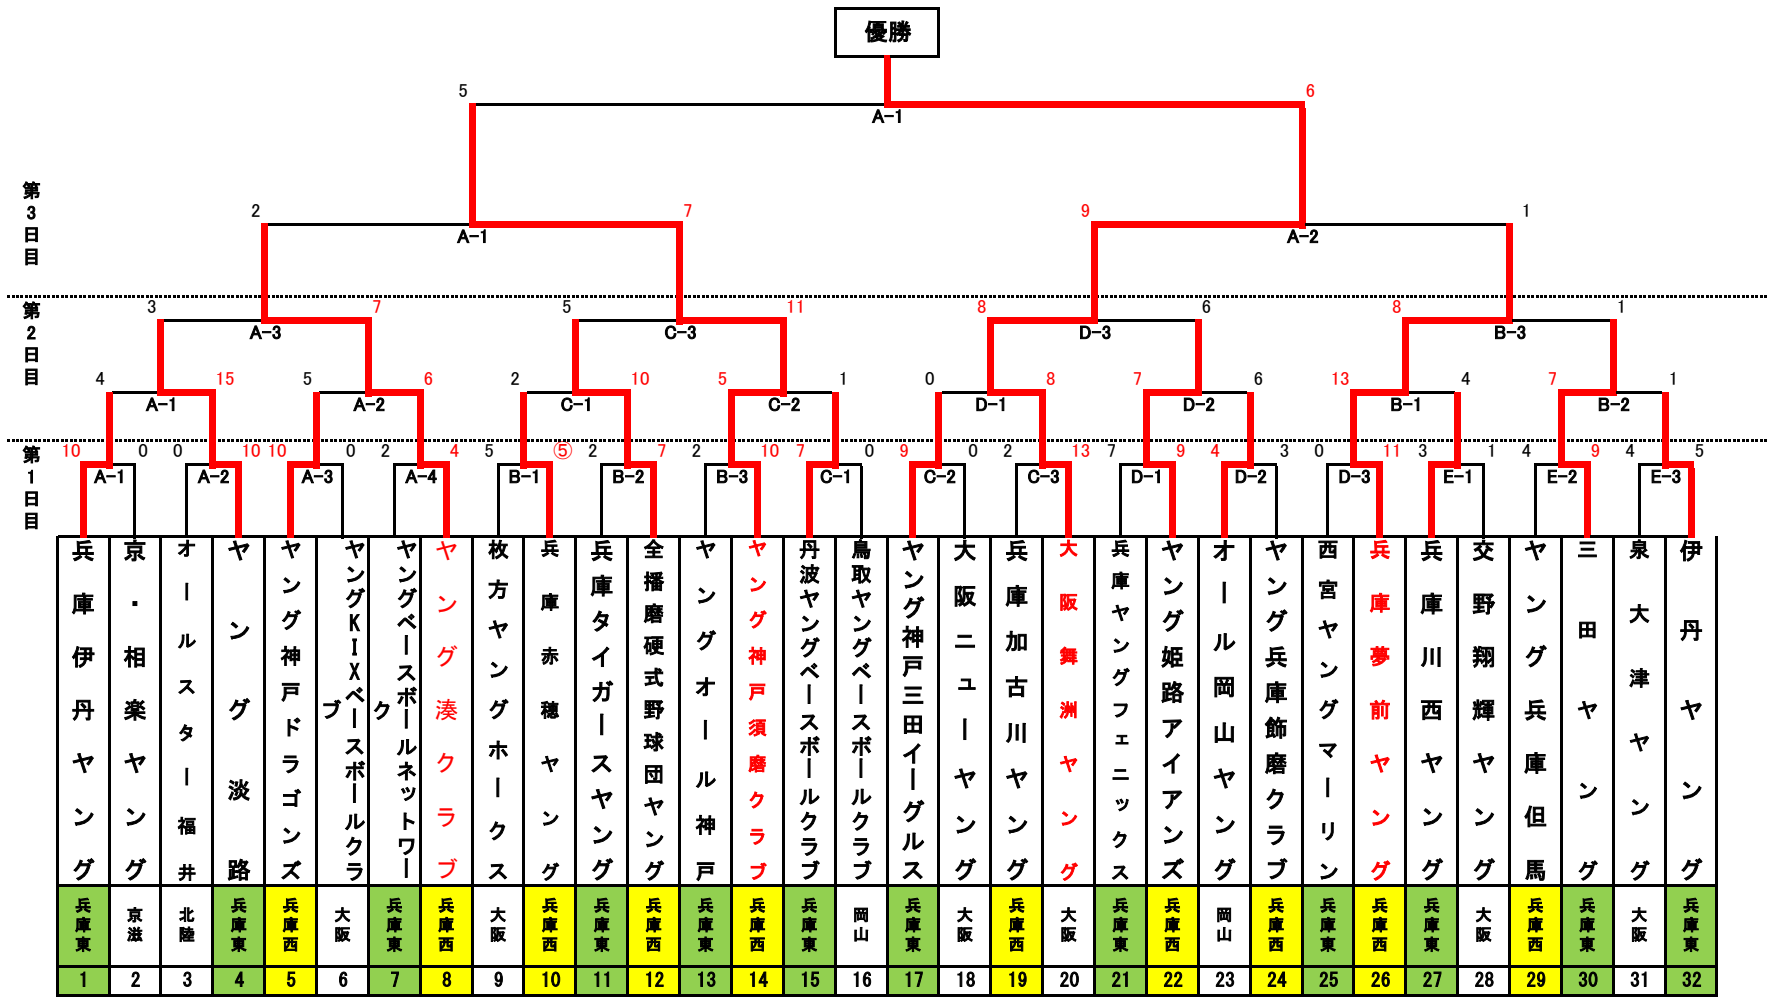 優勝
5 6
A-1
第3日目
2 7 9 1
A-1 A-2
第2日目
3 7 5 11 8 6 8 1
A-3 C-3 D-3 B-3
4 15 5 6 2 10 5 1 0 8 7 6 13 4 7 1
A-1 A-2 C-1 C-2 D-1 D-2 B-1 B-2
第1日目
10 0 0 10 10 0 2 4 5 ⑤ 2 7 2 10 7 0 9 0 2 13 7 9 4 3 0 11 3 1 4 9 4 5
A-1 A-2 A-3 A-4 B-1 B-2 B-3 C-1 C-2 C-3 D-1 D-2 D-3 E-1 E-2 E-3
兵庫伊丹ヤング
京・相楽ヤング
オールスター福井
ヤング淡路
ヤング神戸ドラゴンズ
ヤングKIXベースボールクラブ
ヤングベースボールネットワーク
ヤング湊クラブ
枚方ヤングホークス
兵庫赤穂ヤング
兵庫タイガースヤング
全播磨硬式野球団ヤング
ヤングオール神戸
ヤング神戸須磨クラブ
丹波ヤングベースボールクラブ
鳥取ヤングベースボールクラブ
ヤング神戸三田イーグルス
大阪ニューヤング
兵庫加古川ヤング
大阪舞洲ヤング
兵庫ヤングフェニックス
ヤング姫路アイアンズ
オール岡山ヤング
ヤング兵庫飾磨クラブ
西宮ヤングマーリン
兵庫夢前ヤング
兵庫川西ヤング
交野翔輝ヤング
ヤング兵庫但馬
三田ヤング
泉大津ヤング
伊丹ヤング
兵庫東 京滋 北陸 兵庫東 兵庫西 大阪 兵庫東 兵庫西 大阪 兵庫西 兵庫東 兵庫西 兵庫東 兵庫西 兵庫東 岡山 兵庫東 大阪 兵庫西 大阪 兵庫東 兵庫西 岡山 兵庫西 兵庫東 兵庫西 兵庫東 大阪 兵庫西 兵庫東 大阪 兵庫東
1 2 3 4 5 6 7 8 9 10 11 12 13 14 15 16 17 18 19 20 21 22 23 24 25 26 27 28 29 30 31 32